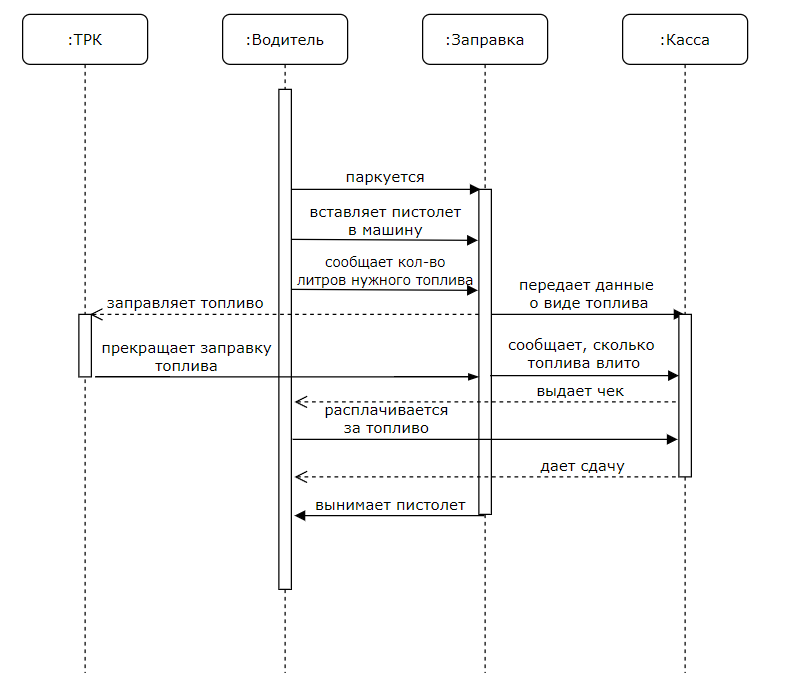 :ТРК
:Водитель
:Заправка
:Касса
паркуется
вставляет пистолет
в машину
сообщает кол-во
литров нужного топлива
передает данные
о виде топлива
заправляет топливо
прекращает заправку
топлива
сообщает, сколько
топлива влито
выдает чек
расплачивается
за топливо
дает сдачу
вынимает пистолет